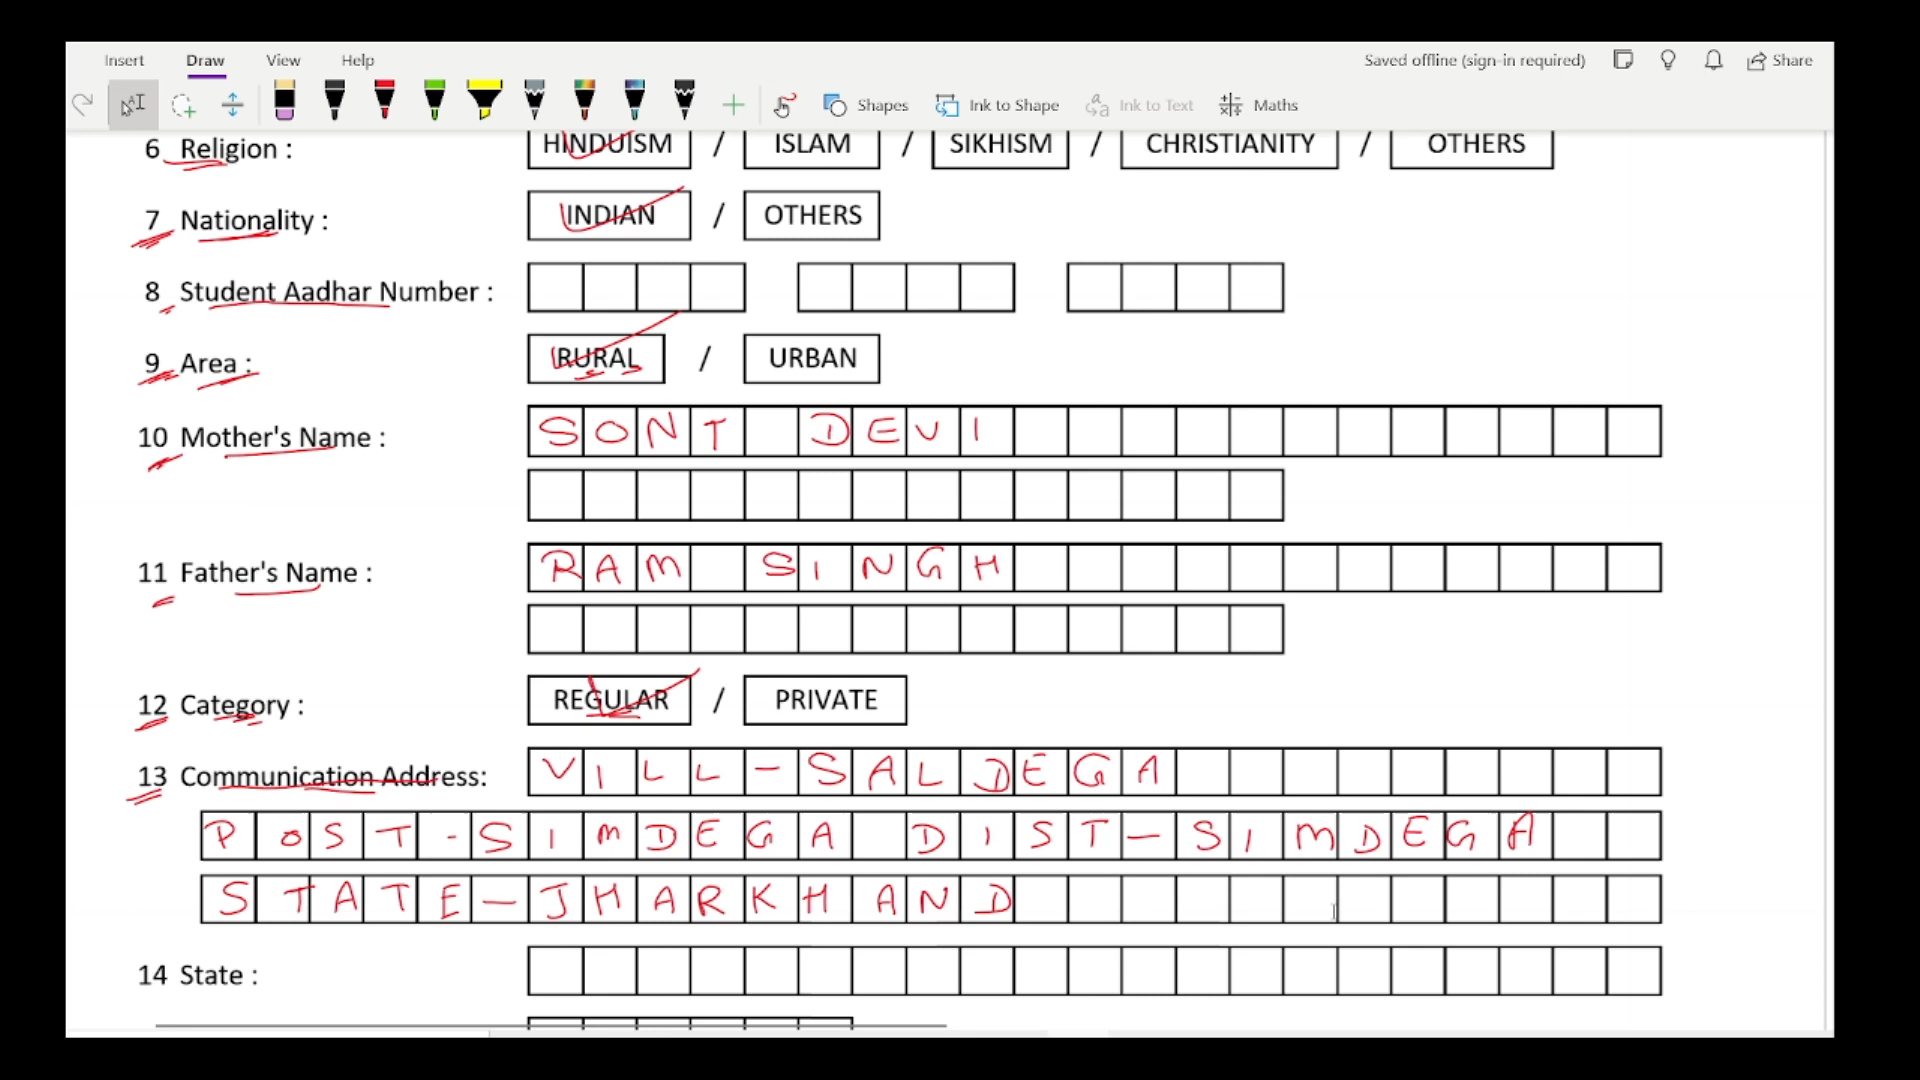 Insert Draw View Help Saved offline (sign-in required) Share
Shapes Ink to Shape Ink to Text Maths
6 Religion : HINDUISM / ISLAM / SIKHISM / CHRISTIANITY / OTHERS
7 Nationality : INDIAN / OTHERS
8 Student Aadhar Number :
9 Area : RURAL / URBAN
10 Mother's Name : SONT DEVI
11 Father's Name : RAM SINGH
12 Category : REGULAR / PRIVATE
13 Communication Address: VILL-SALDEGA
POST-SIMDEGA DIST-SIMDEGA
STATE-JHARKHAND
14 State :